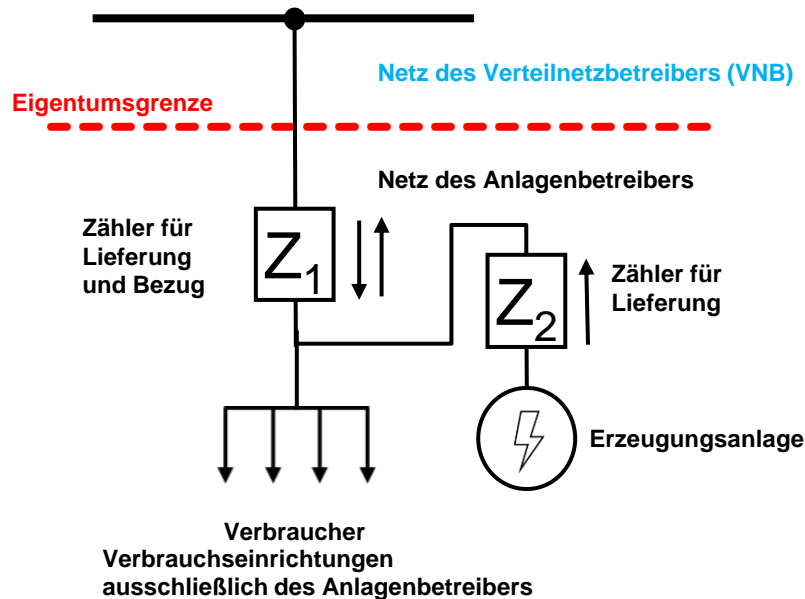 Netz des Verteilnetzbetreibers (VNB)
Eigentumsgrenze
Netz des Anlagenbetreibers
Zähler für
Lieferung
und Bezug
Z1
Z2
Zähler für
Lieferung
Erzeugungsanlage
Verbraucher
Verbrauchseinrichtungen
ausschließlich des Anlagenbetreibers